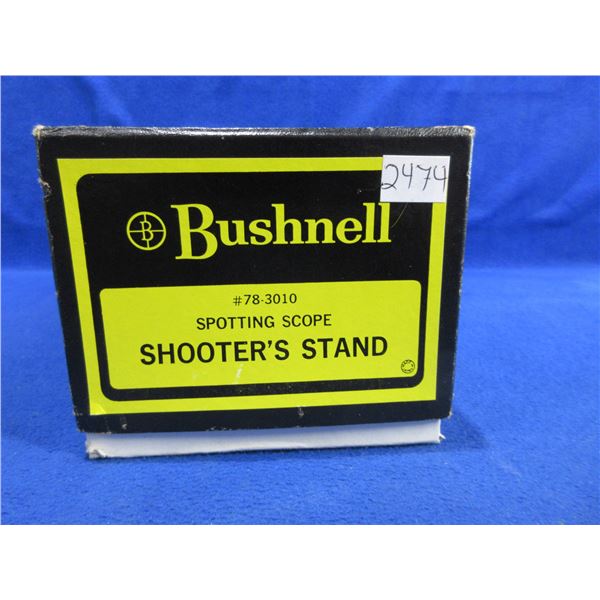 2474
B Bushnell
#78-3010
SPOTTING SCOPE
SHOOTER'S STAND